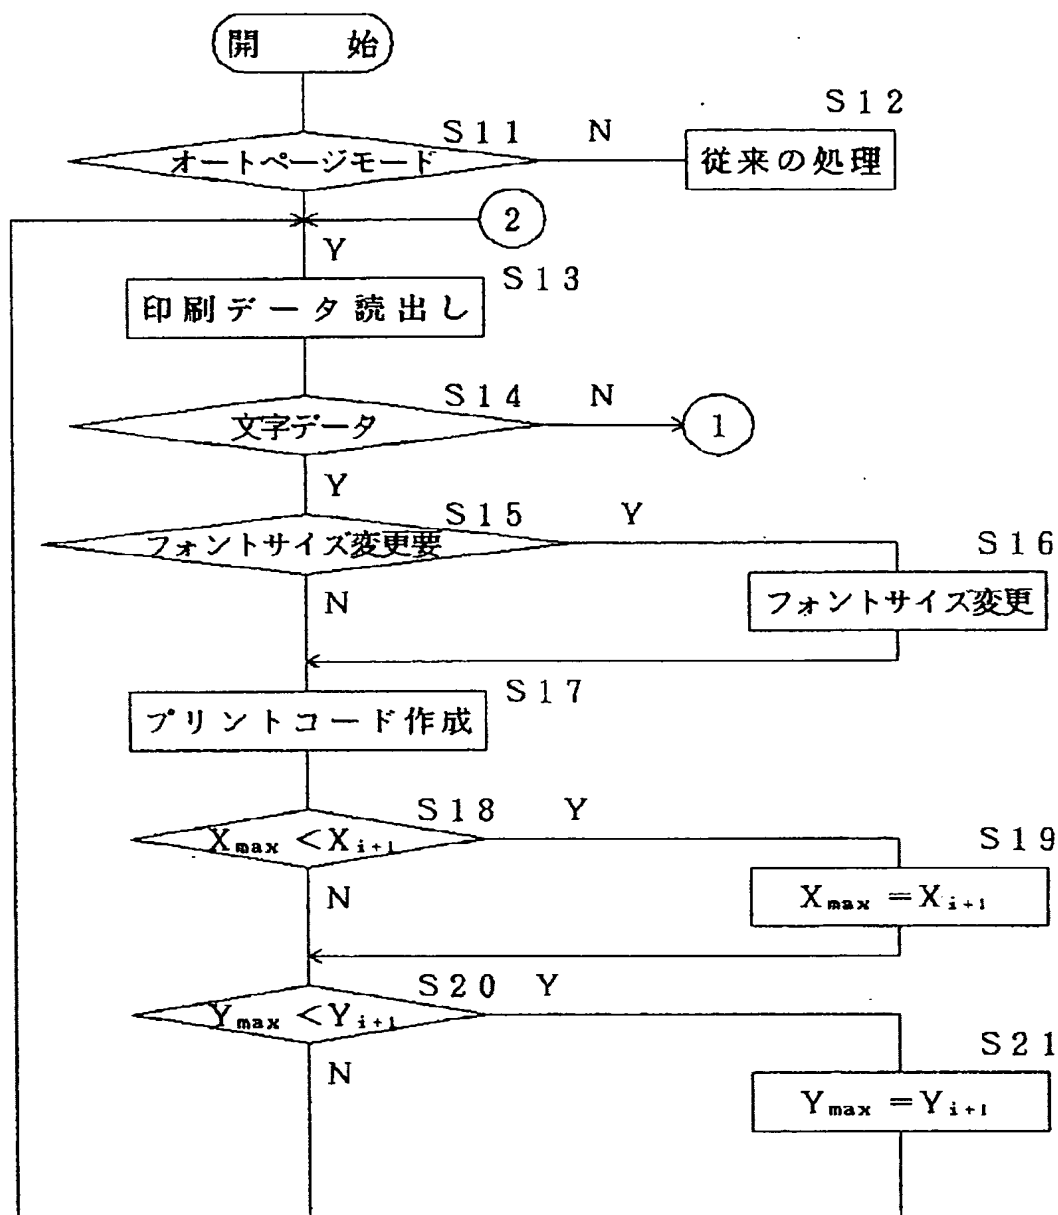 開 始
S12
S11 N
オートページモード 従来の処理
2
Y
S13
印刷データ読出し
S14 N
文字データ 1
Y
S15 Y
フォントサイズ変更要 S16
N フォントサイズ変更
S17
プリントコード作成
S18 Y
Xmax <Xi+1 S19
N Xmax =Xi+1
S20 Y
Ymax <Yi+1
S21
N
Ymax =Yi+1